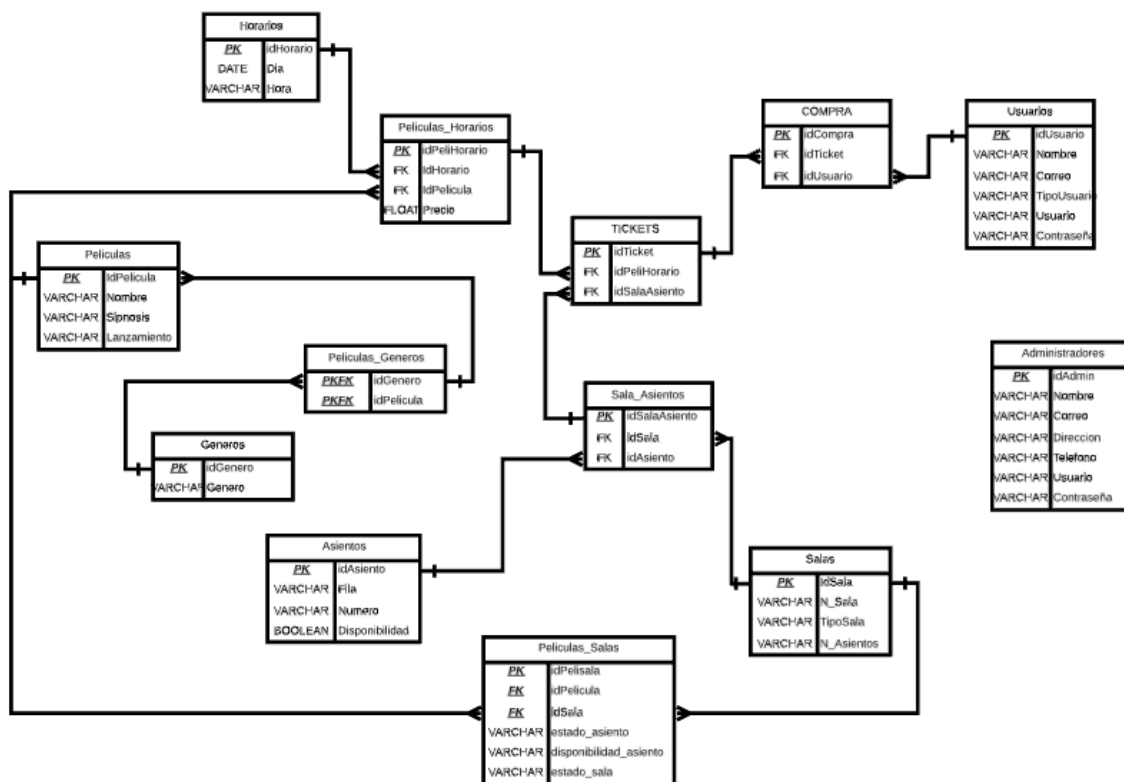 Horarios
PK idHorario
DATE Dia
VARCHAR Hora
Peliculas_Horarios
PK idPeliHorario
FK IdHorario
FK IdPelicula
FLOAT Precio
COMPRA
PK idCompra
FK idTicket
FK idUsuario
Usuarios
PK idUsuario
VARCHAR Nombre
VARCHAR Correo
VARCHAR TipoUsuario
VARCHAR Usuario
VARCHAR Contraseña
TICKETS
PK idTicket
FK idPeliHorario
FK idSalaAsiento
Peliculas
PK IdPelicula
VARCHAR Nombre
VARCHAR Sipnosis
VARCHAR Lanzamiento
Peliculas_Generos
PKFK idGenero
PKFK idPelicula
Generos
PK idGenero
VARCHAR Genero
Sala_Asientos
PK idSalaAsiento
FK IdSala
FK idAsiento
Administradores
PK idAdmin
VARCHAR Nombre
VARCHAR Correo
VARCHAR Direccion
VARCHAR Telefono
VARCHAR Usuario
VARCHAR Contraseña
Asientos
PK idAsiento
VARCHAR Fila
VARCHAR Numero
BOOLEAN Disponibilidad
Salas
PK IdSala
VARCHAR N_Sala
VARCHAR TipoSala
VARCHAR N_Asientos
Peliculas_Salas
PK idPelisala
FK idPelicula
FK IdSala
VARCHAR estado_asiento
VARCHAR disponibilidad_asiento
VARCHAR estado_sala